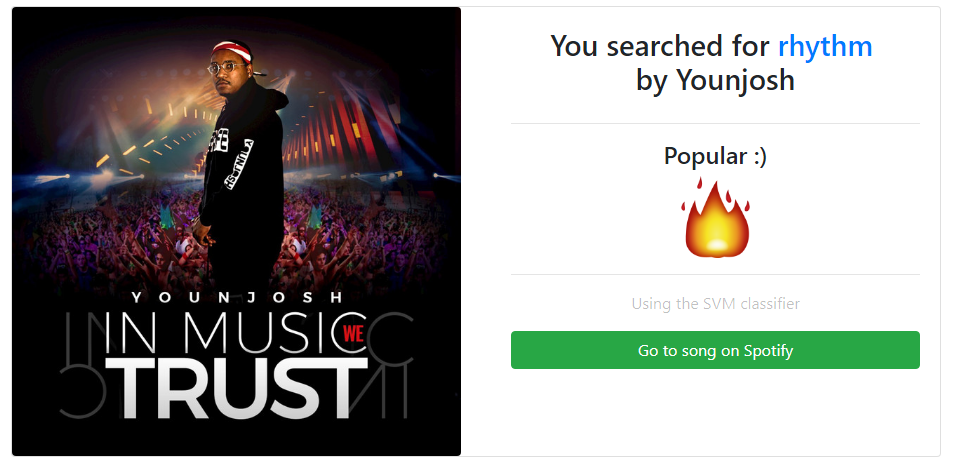 YOUNJOSH
YOUNJOSH
IN MUSIC WE
TRUST
You searched for rhythm
by Younjosh
Popular :)
Using the SVM classifier
Go to song on Spotify